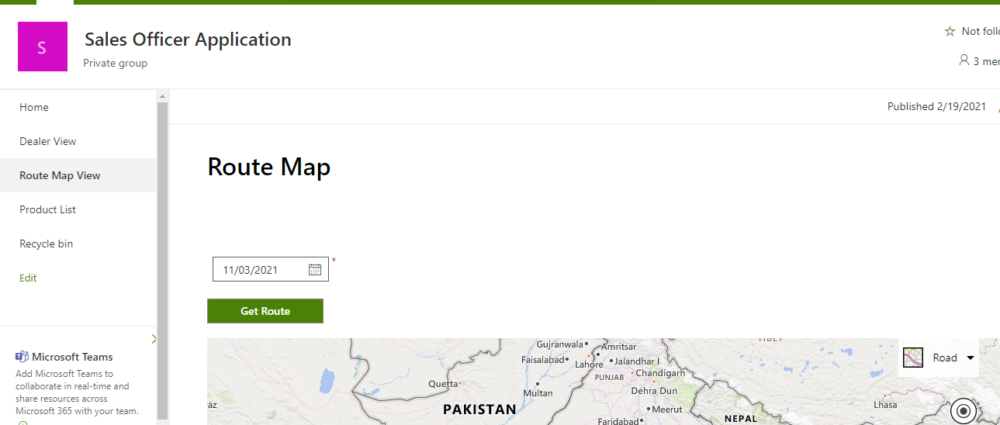 S
Sales Officer Application
Private group
Not
3
Home
Dealer View
Route Map View
Product List
Recycle bin
Edit
Microsoft Teams
Add Microsoft Teams to
collaborate in real-time and
share resources across
Microsoft 365 with your team.
Published 2/19/2021
Route Map
11/03/2021
*
Get Route
Road
Gujranwala
Amritsar
Faisalabad
Lahore
Jalandhar
PUNJAB
Chandigarh
Quetta
Multan
Dehra Dun
PAKISTAN
Meerut
Faridabad
NEPAL
Lhasa
TIBET